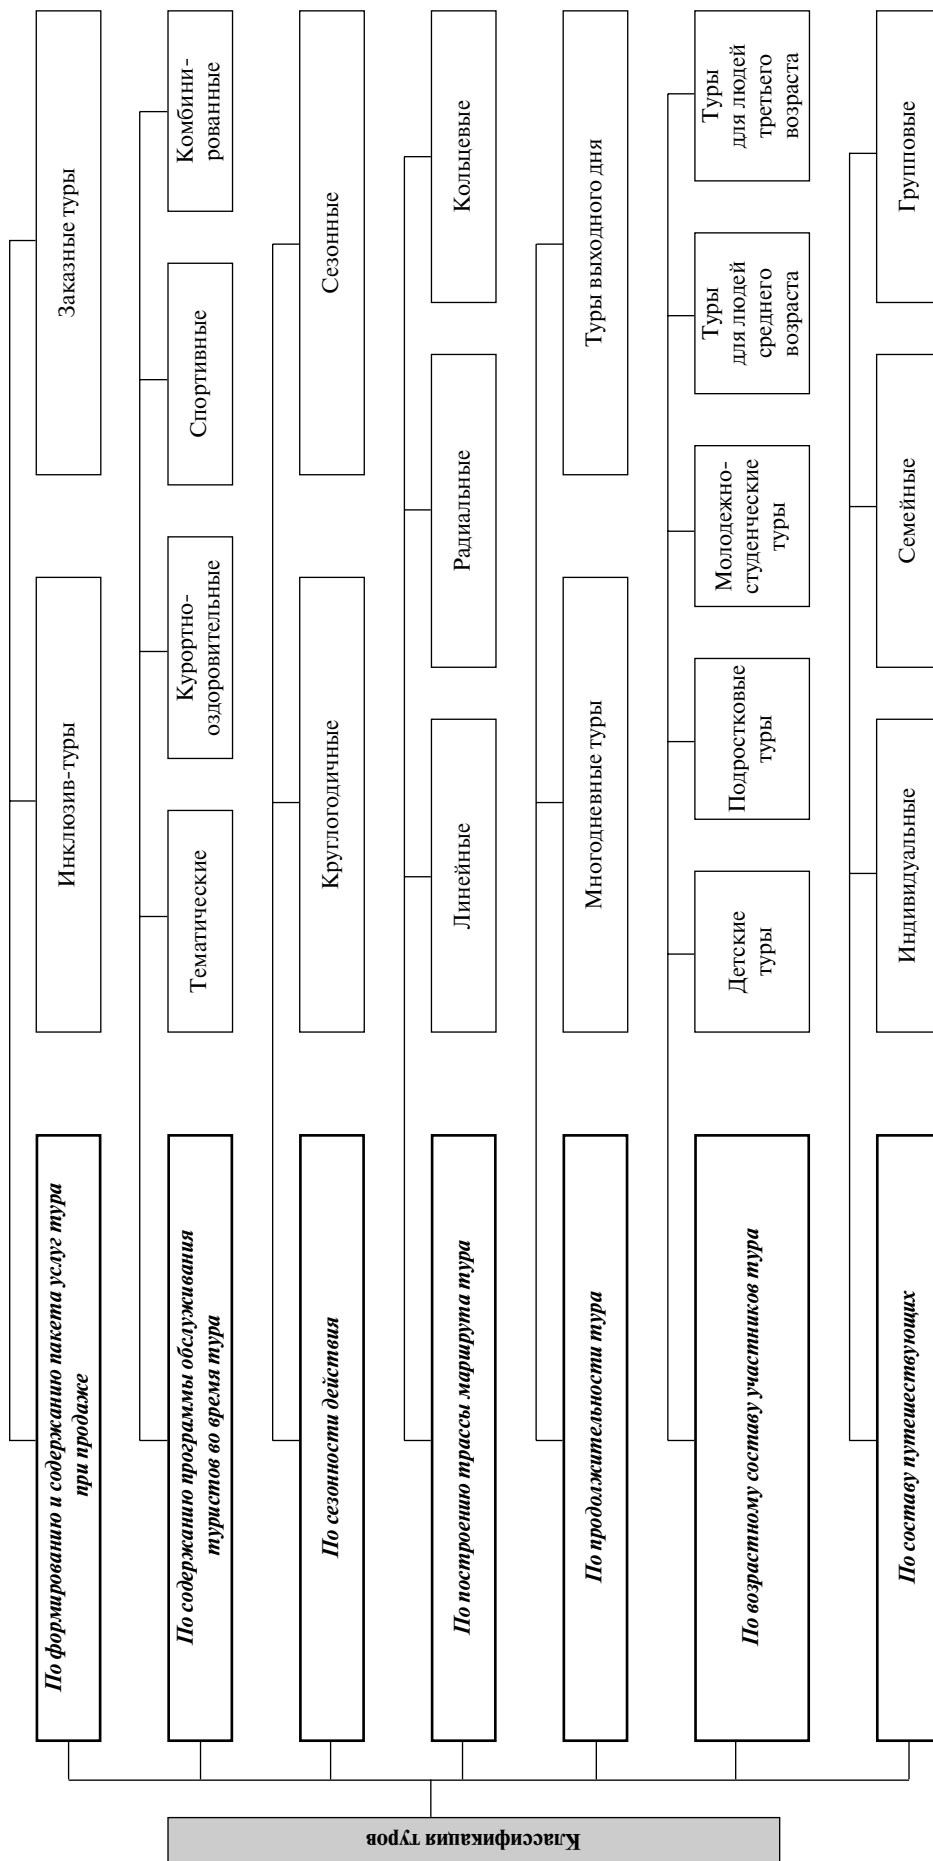 Классификация туров
По формированию и содержанию пакета услуг тура
при продаже
Инклюзив-туры
Заказные туры
По содержанию программы обслуживания
туристов во время тура
Тематические
Курортно-
оздоровительные
Спортивные
Комбини-
рованные
По сезонности действия
Круглогодичные
Сезонные
По построению трассы маршрута тура
Линейные
Радиальные
Кольцевые
По продолжительности тура
Многодневные туры
Туры выходного дня
По возрастному составу участников тура
Детские
туры
Подростковые
туры
Молодежно-
студенческие
туры
Туры
для людей
среднего
возраста
Туры
для людей
третьего
возраста
По составу путешествующих
Индивидуальные
Семейные
Групповые